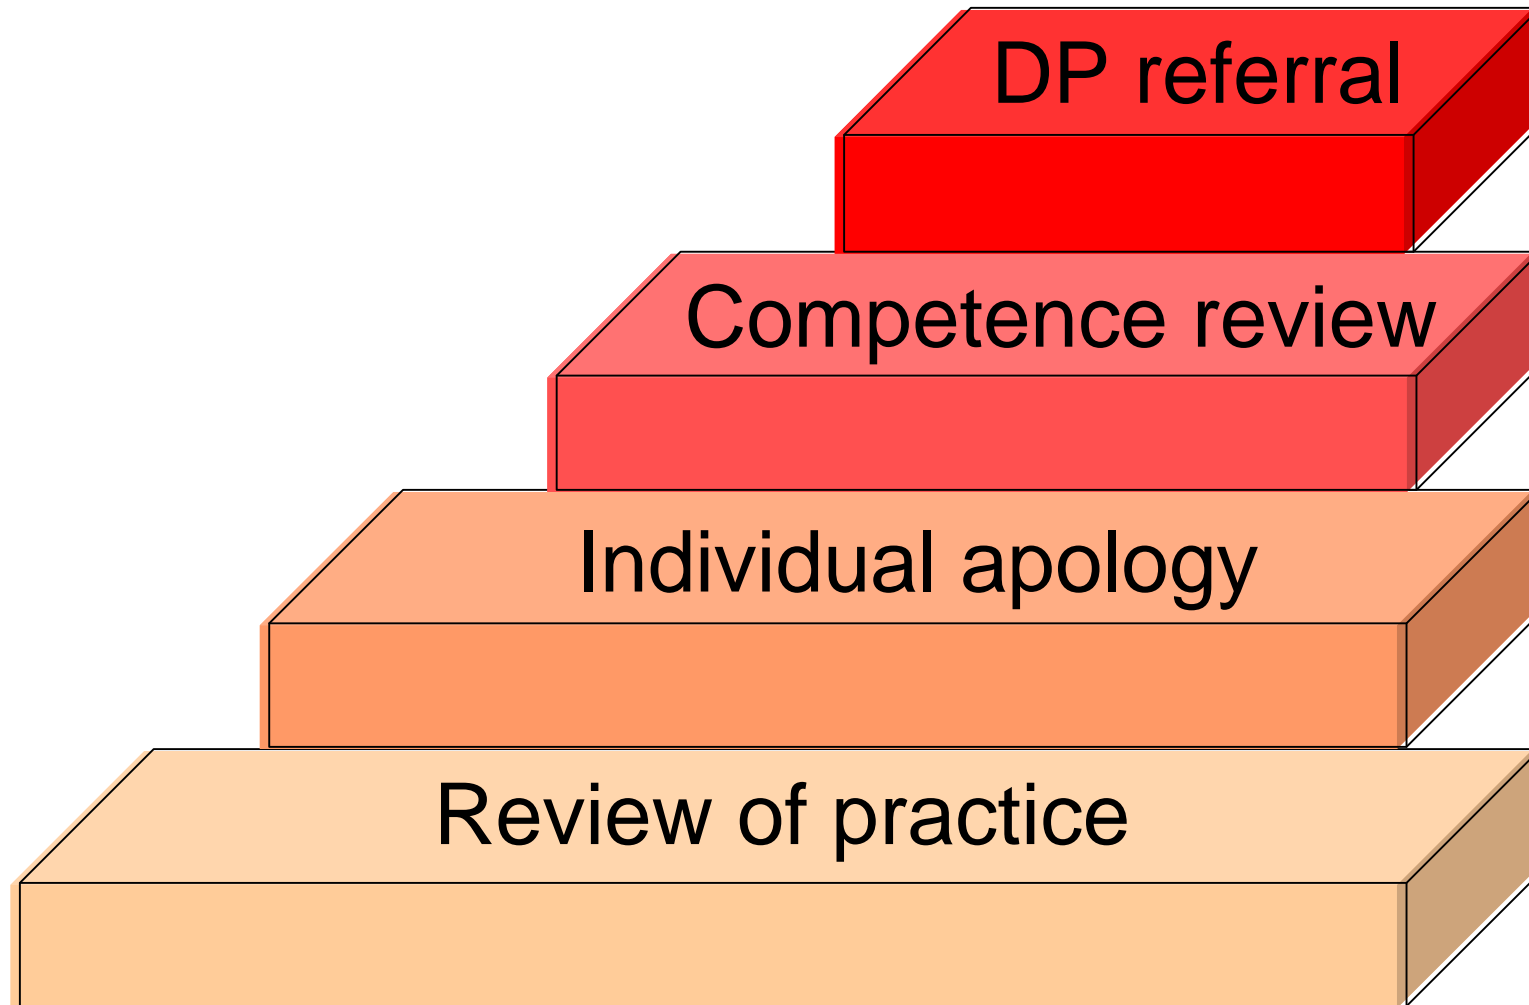 DP referral
Competence review
Individual apology
Review of practice